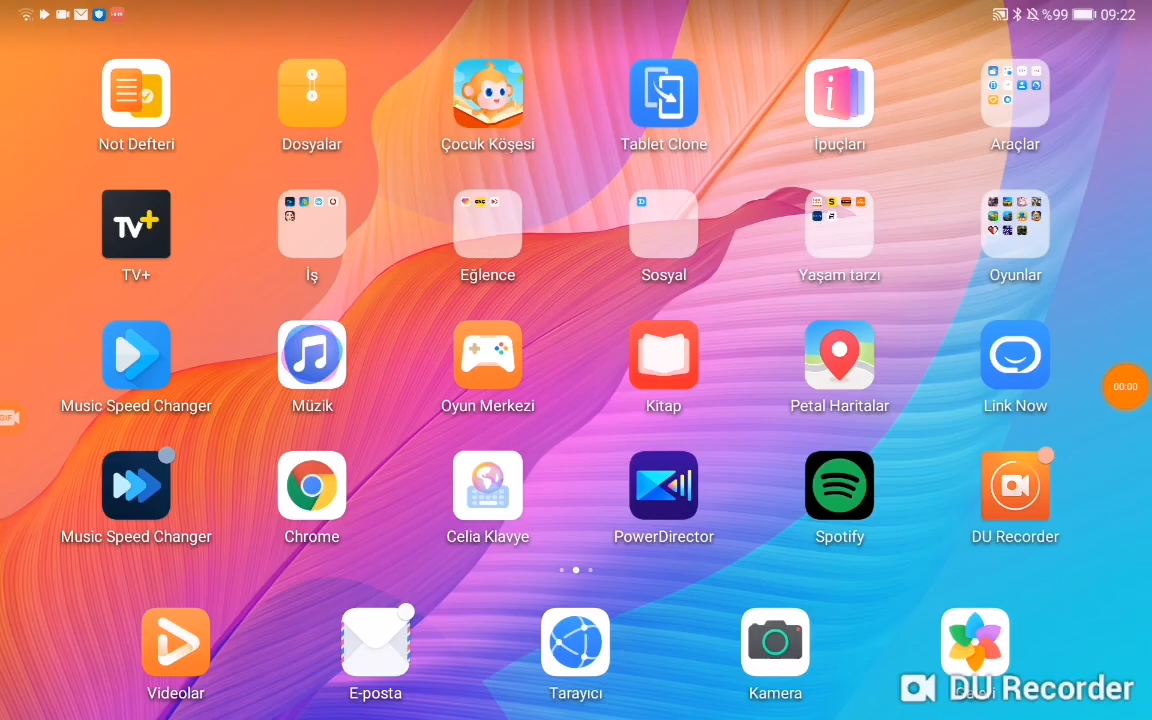 %99 09:22
Not Defteri
Dosyalar
Çocuk Köşesi
Tablet Clone
İpuçları
Araçlar
TV+
TV+
İş
Eğlence
Sosyal
Yaşam tarzı
Oyunlar
Music Speed Changer
Müzik
Oyun Merkezi
Kitap
Petal Haritalar
Link Now
GIF
00:00
Music Speed Changer
Chrome
Celia Klavye
PowerDirector
Spotify
DU Recorder
Videolar
E-posta
Tarayıcı
Kamera
DU Recorder